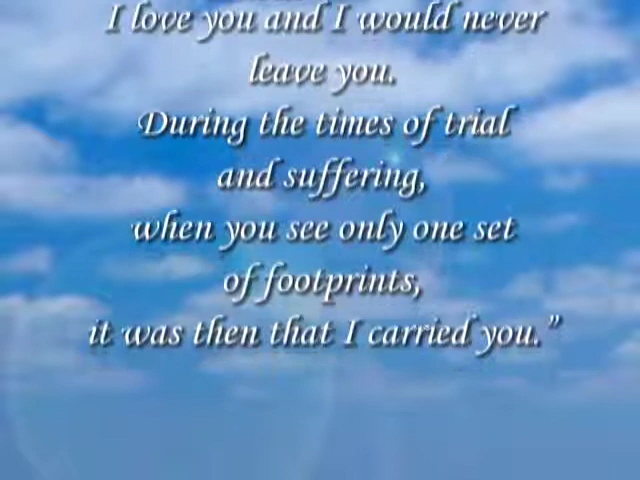 I love you and I would never
leave you.
During the times of trial
and suffering,
when you see only one set
of footprints,
it was then that I carried you.”